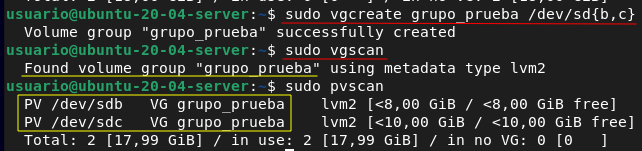 usuario@ubuntu-20-04-server:~$ sudo vgcreate grupo_prueba /dev/sd{b,c}
  Volume group "grupo_prueba" successfully created
usuario@ubuntu-20-04-server:~$ sudo vgscan
  Found volume group "grupo_prueba" using metadata type lvm2
usuario@ubuntu-20-04-server:~$ sudo pvscan
  PV /dev/sdb   VG grupo_prueba    lvm2 [<8,00 GiB / <8,00 GiB free]
  PV /dev/sdc   VG grupo_prueba    lvm2 [<10,00 GiB / <10,00 GiB free]
  Total: 2 [17,99 GiB] / in use: 2 [17,99 GiB] / in no VG: 0 [0   ]